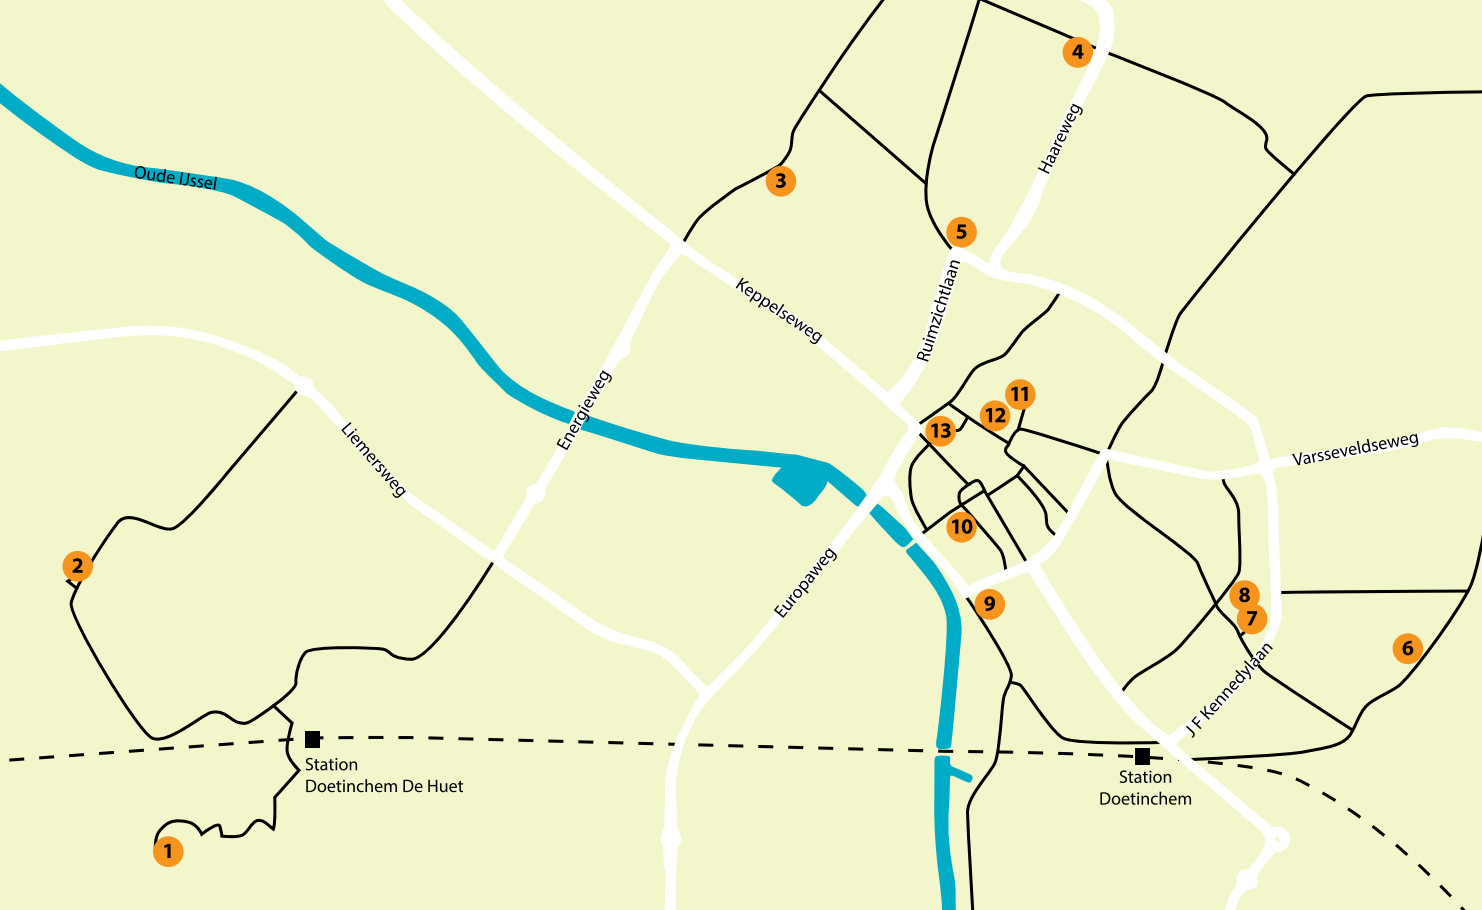 4
Haareweg
Oude IJssel
3
5
Ruimzichtlaan
Keppelseweg
Energieweg
11
12
13
Liemersweg
Varsseveldseweg
10
2
Europaweg
9
8
7
6
J F Kennedylaan
Station
Doetinchem De Huet
Station
Doetinchem
1